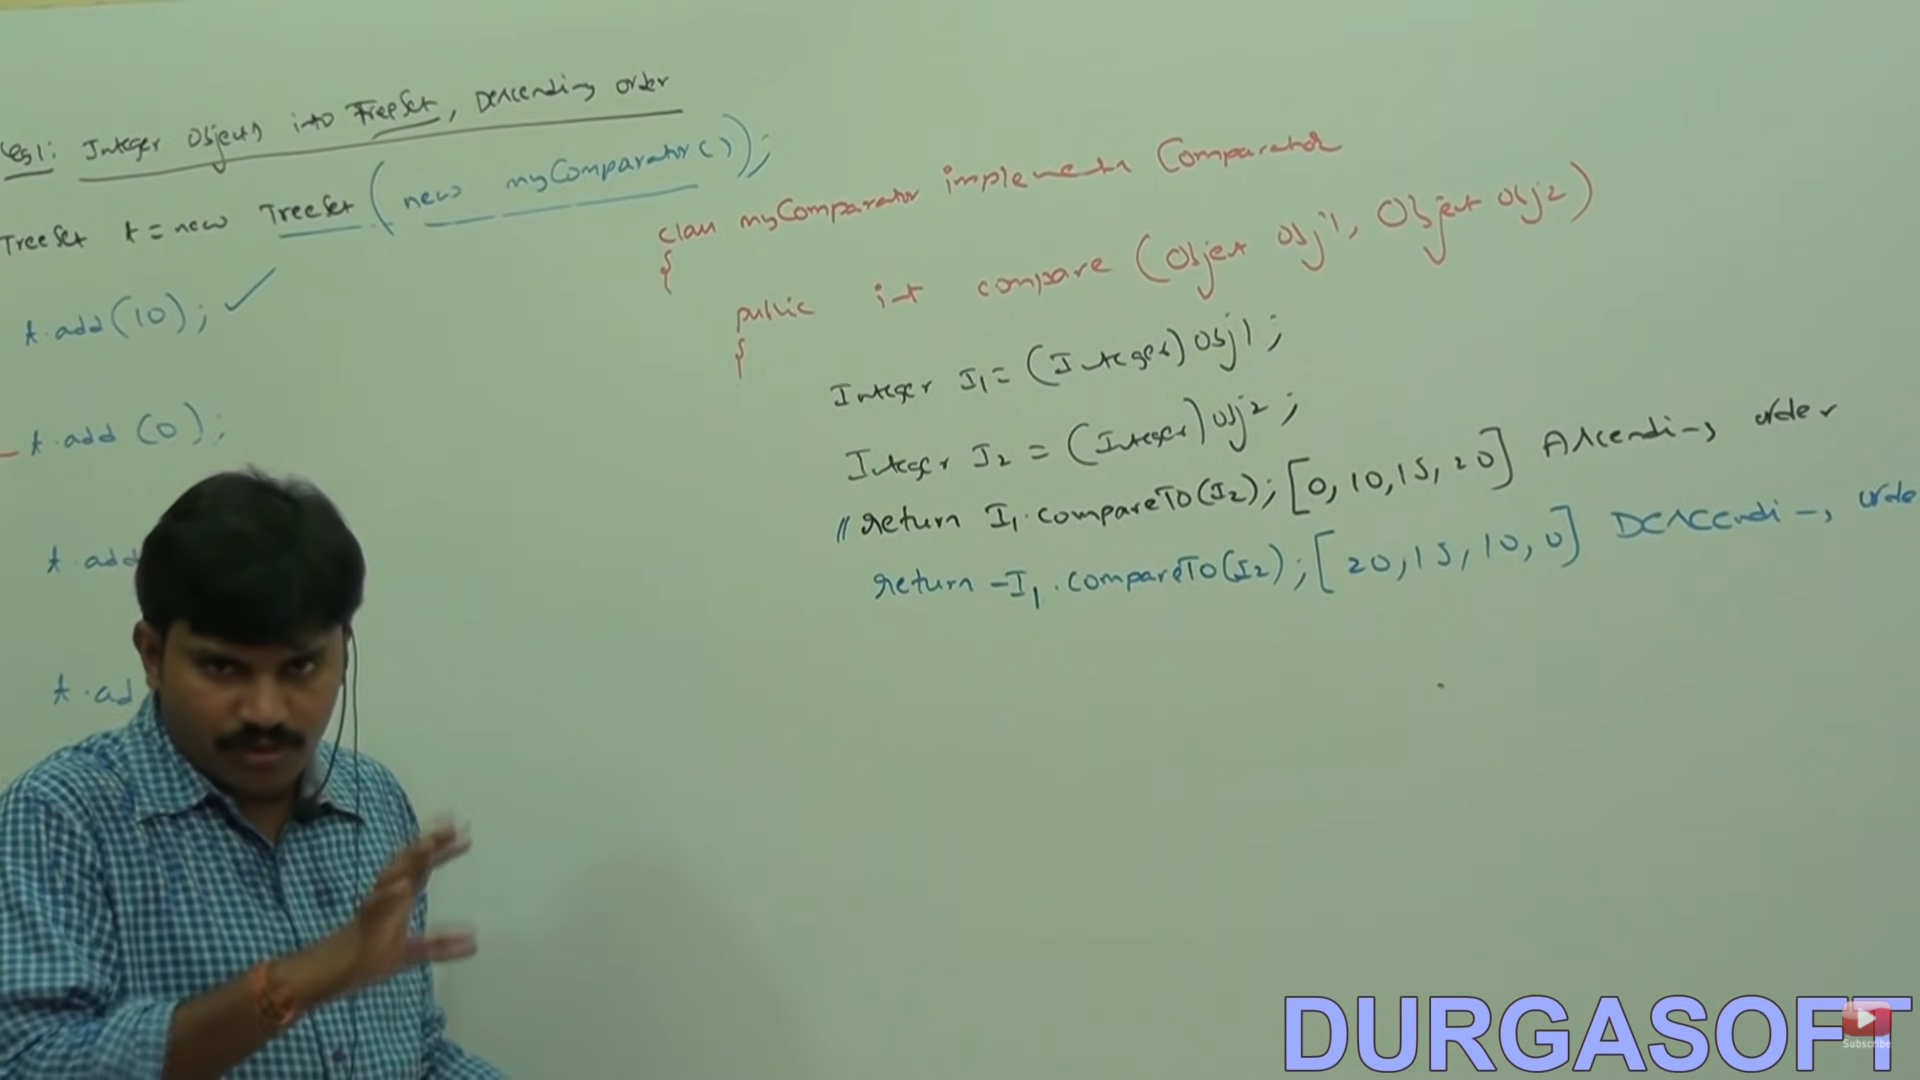 eg1: Integer Objects into TreeSet, Descending order
TreeSet t = new TreeSet (new myComparator());
t.add(10); ✓
t.add(0);
t.add
t.ad
class myComparator implements Comparator
{
public int compare (Object obj1, Object obj2)
{
Integer I1 = (Integer) obj1;
Integer I2 = (Integer) obj2;
// return I1.compareTo(I2); [0, 10, 15, 20] Ascending order
return -I1.compareTo(I2); [20, 15, 10, 0] Descending orde
DURGASOFT
Subscribe